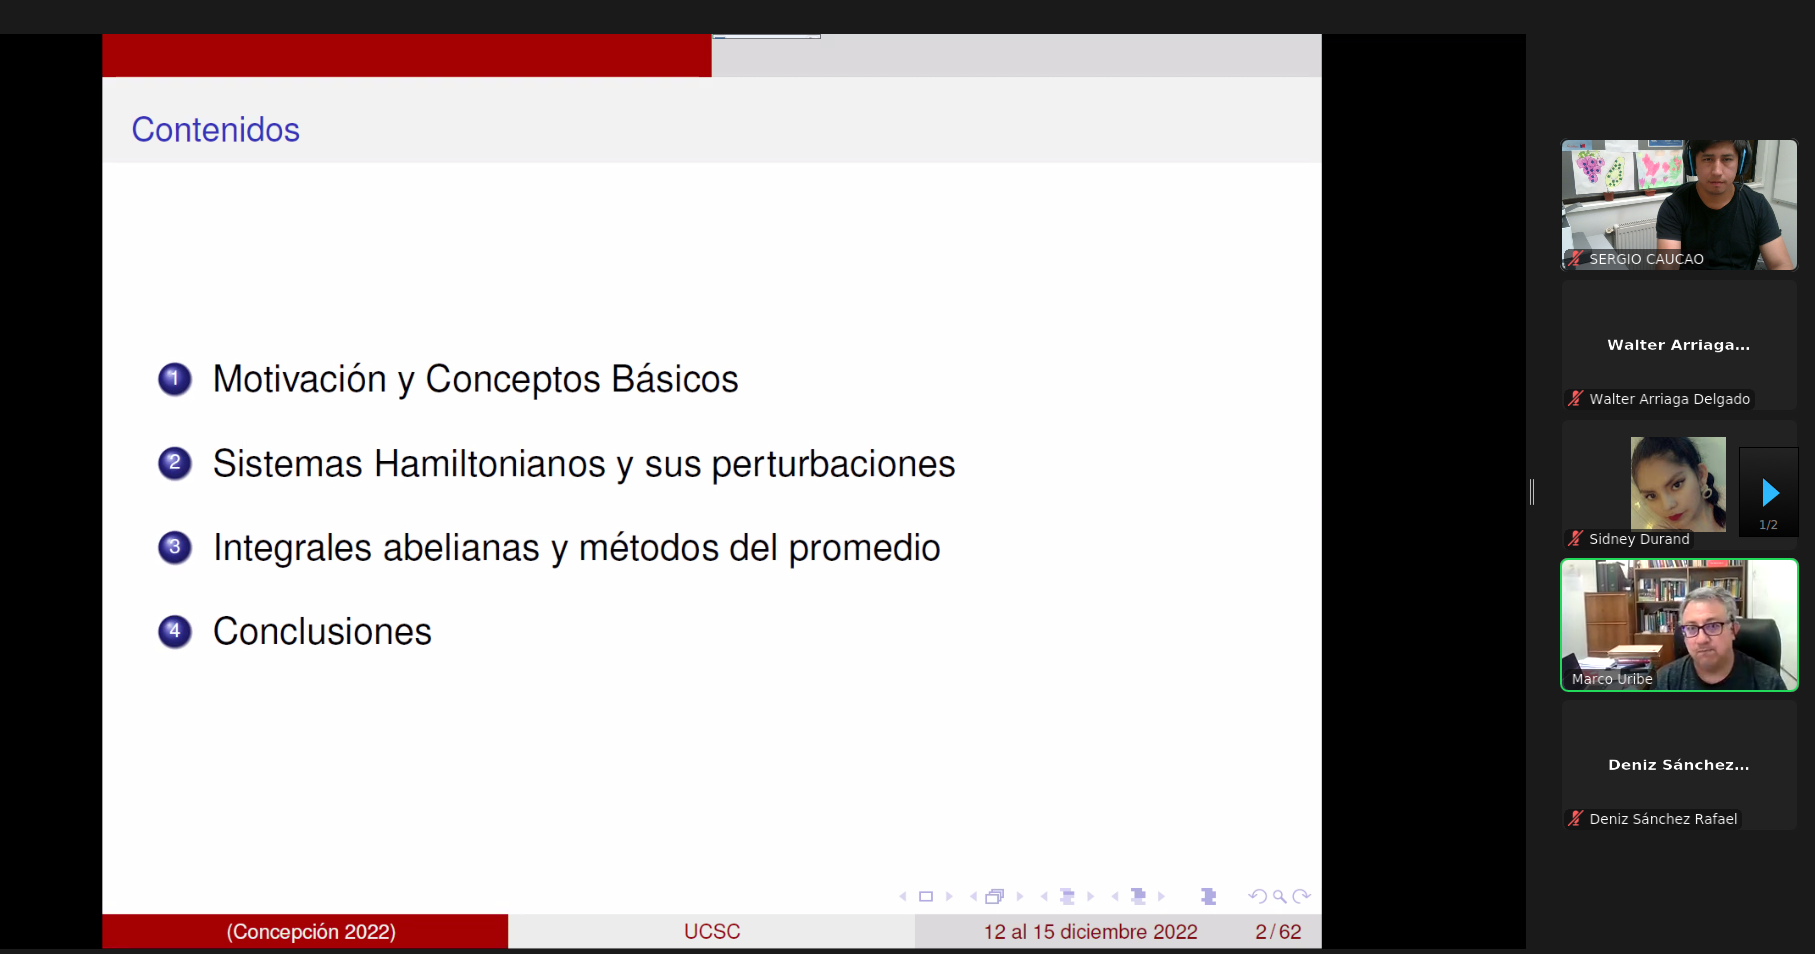 Contenidos
1 Motivación y Conceptos Básicos
2 Sistemas Hamiltonianos y sus perturbaciones
3 Integrales abelianas y métodos del promedio
4 Conclusiones
(Concepción 2022) UCSC 12 al 15 diciembre 2022 2/62
SERGIO CAUCAO
Walter Arriaga...
Walter Arriaga Delgado
1/2
Sidney Durand
Marco Uribe
Deniz Sánchez...
Deniz Sánchez Rafael